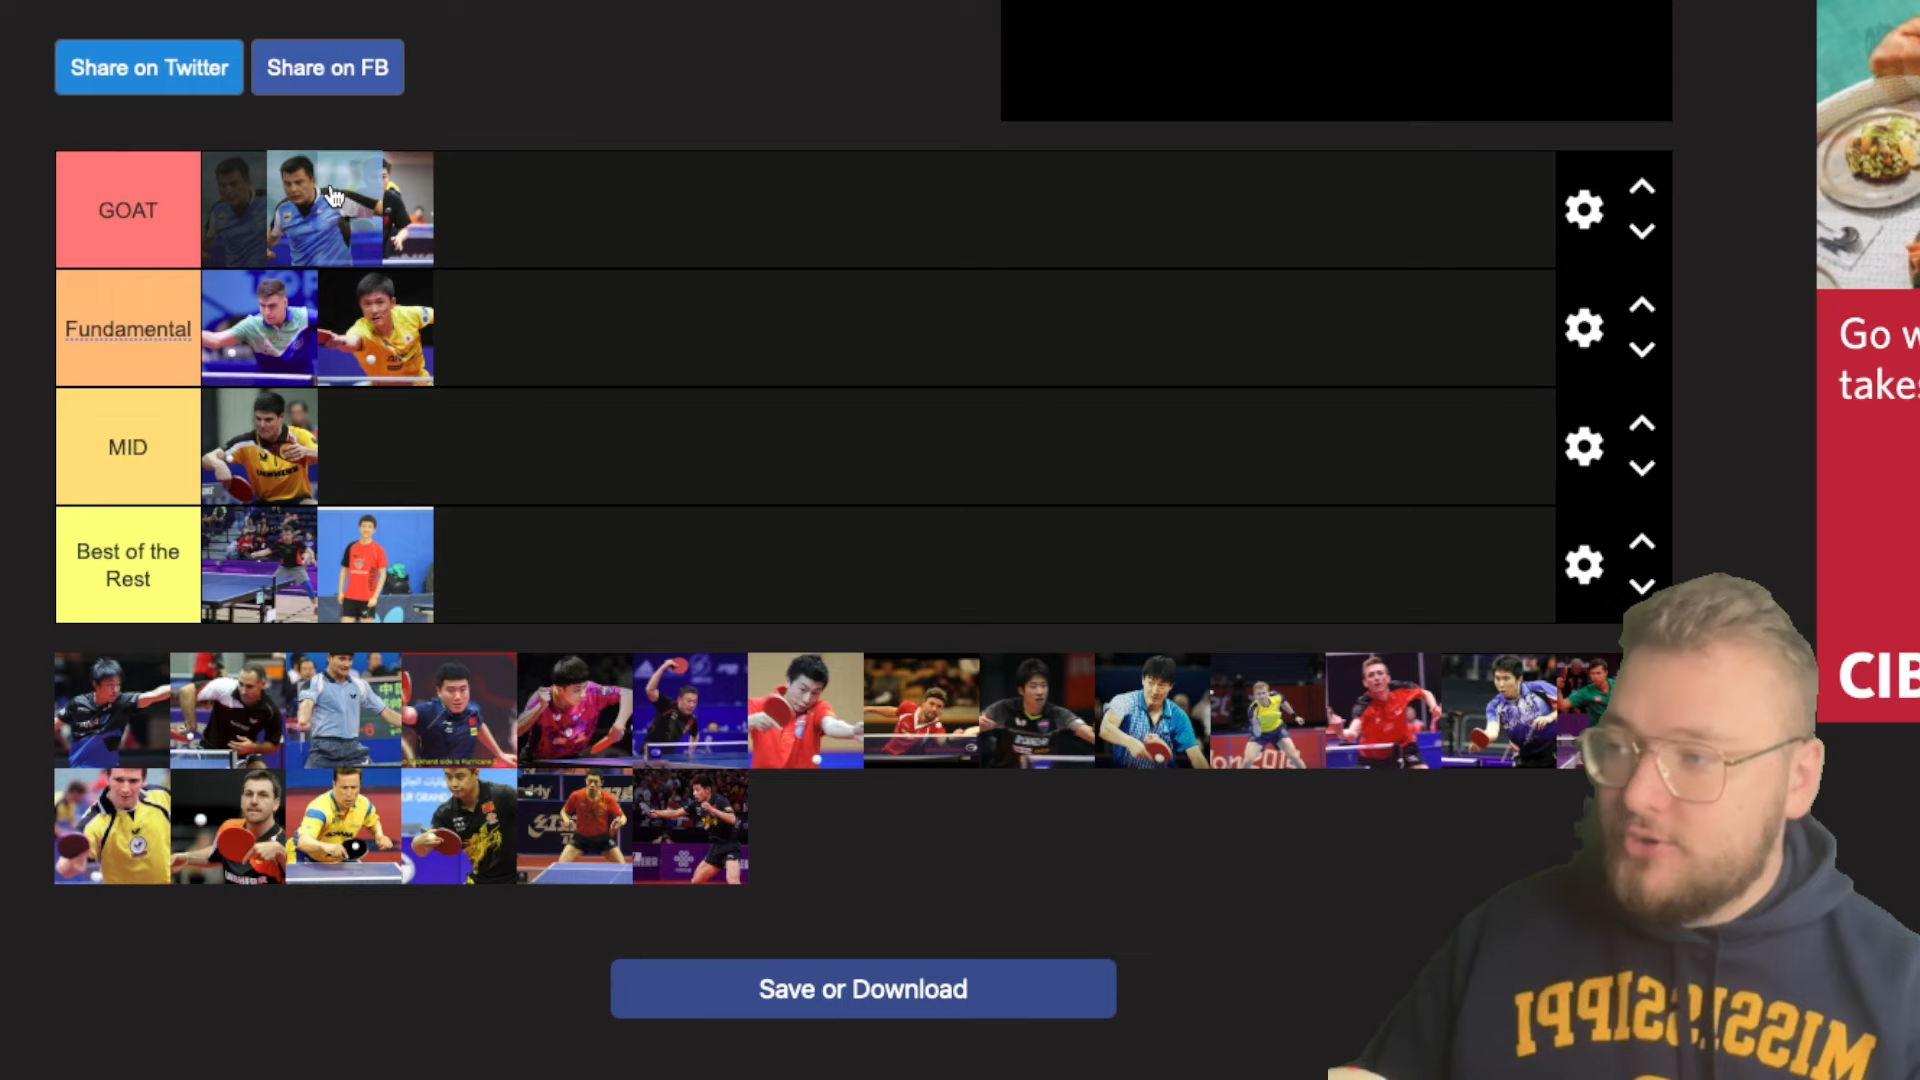 Share on Twitter
Share on FB
GOAT
Fundamental
MID
Best of the
Rest
Go w
takes
CIB
Save or Download
MISSISSIPPI